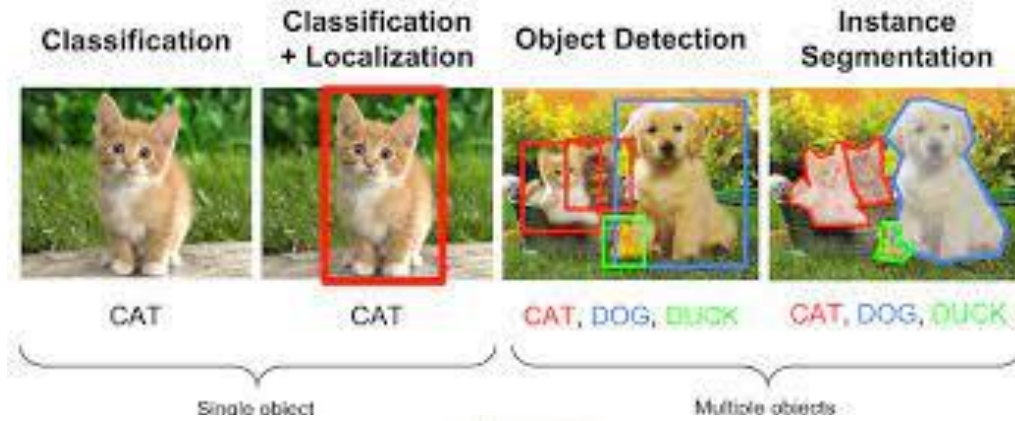 Classification
Classification
+ Localization
Object Detection
Instance
Segmentation
CAT
CAT
CAT, DOG, DUCK
CAT, DOG, DUCK
Single object
Multiple objects